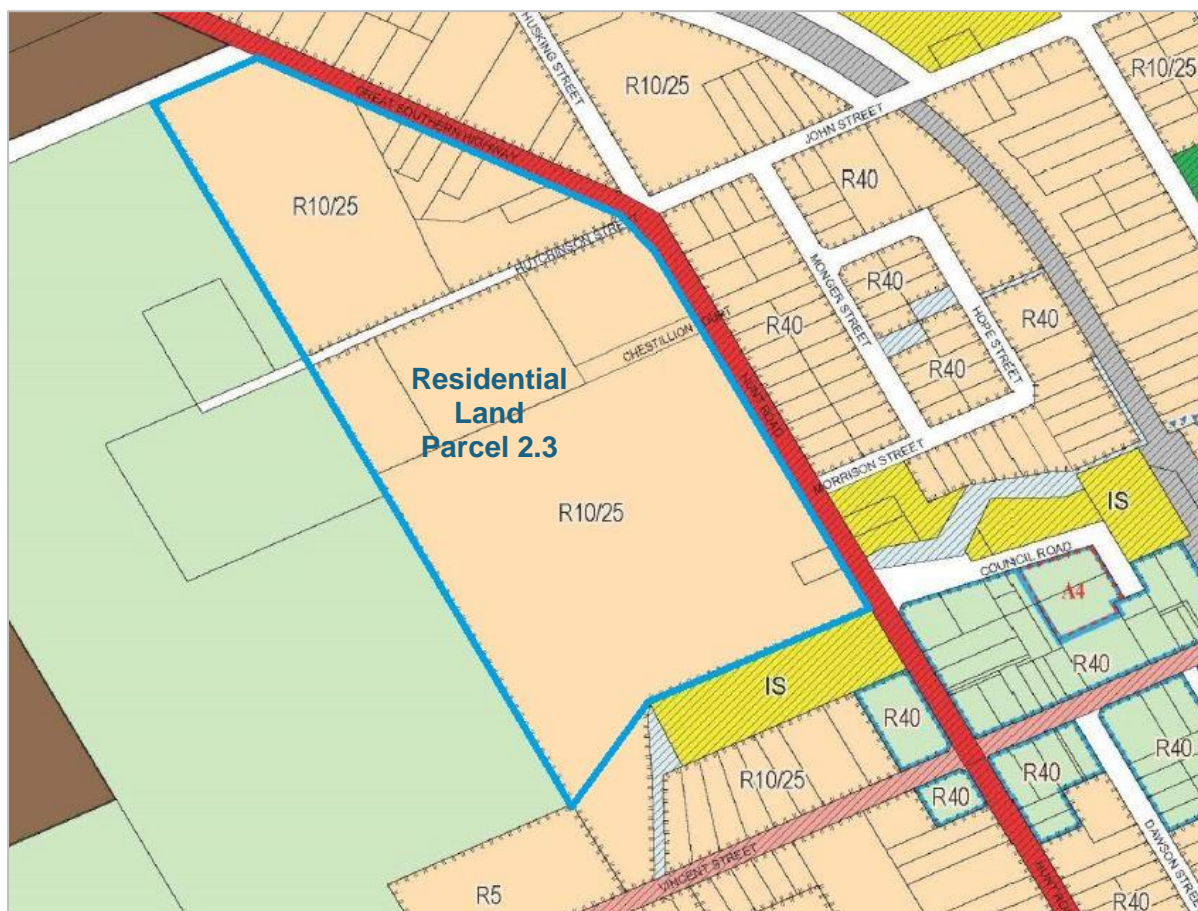 HUSKING STREET
R10/25
R10/25
GREAT SOUTHERN HIGHWAY
JOHN STREET
R40
R10/25
HUTCHINSON STREET
MONGER STREET
R40
HOPE STREET
R40
R40
R40
CHESTILLION COURT
HUNT ROAD
Residential
Land
Parcel 2.3
MORRISON STREET
R10/25
IS
COUNCIL ROAD
A4
R40
IS
R40
R40
R40
R10/25
R40
DAWSON STREET
VINCENT STREET
R5
R40